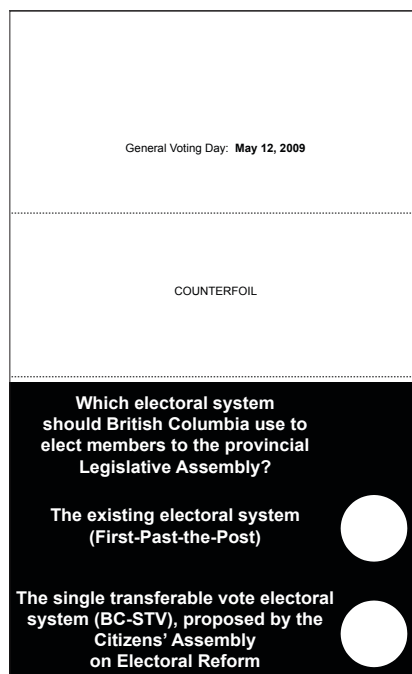 General Voting Day: May 12, 2009
COUNTERFOIL
Which electoral system
should British Columbia use to
elect members to the provincial
Legislative Assembly?
The existing electoral system
(First-Past-the-Post)
The single transferable vote electoral
system (BC-STV), proposed by the
Citizens’ Assembly
on Electoral Reform